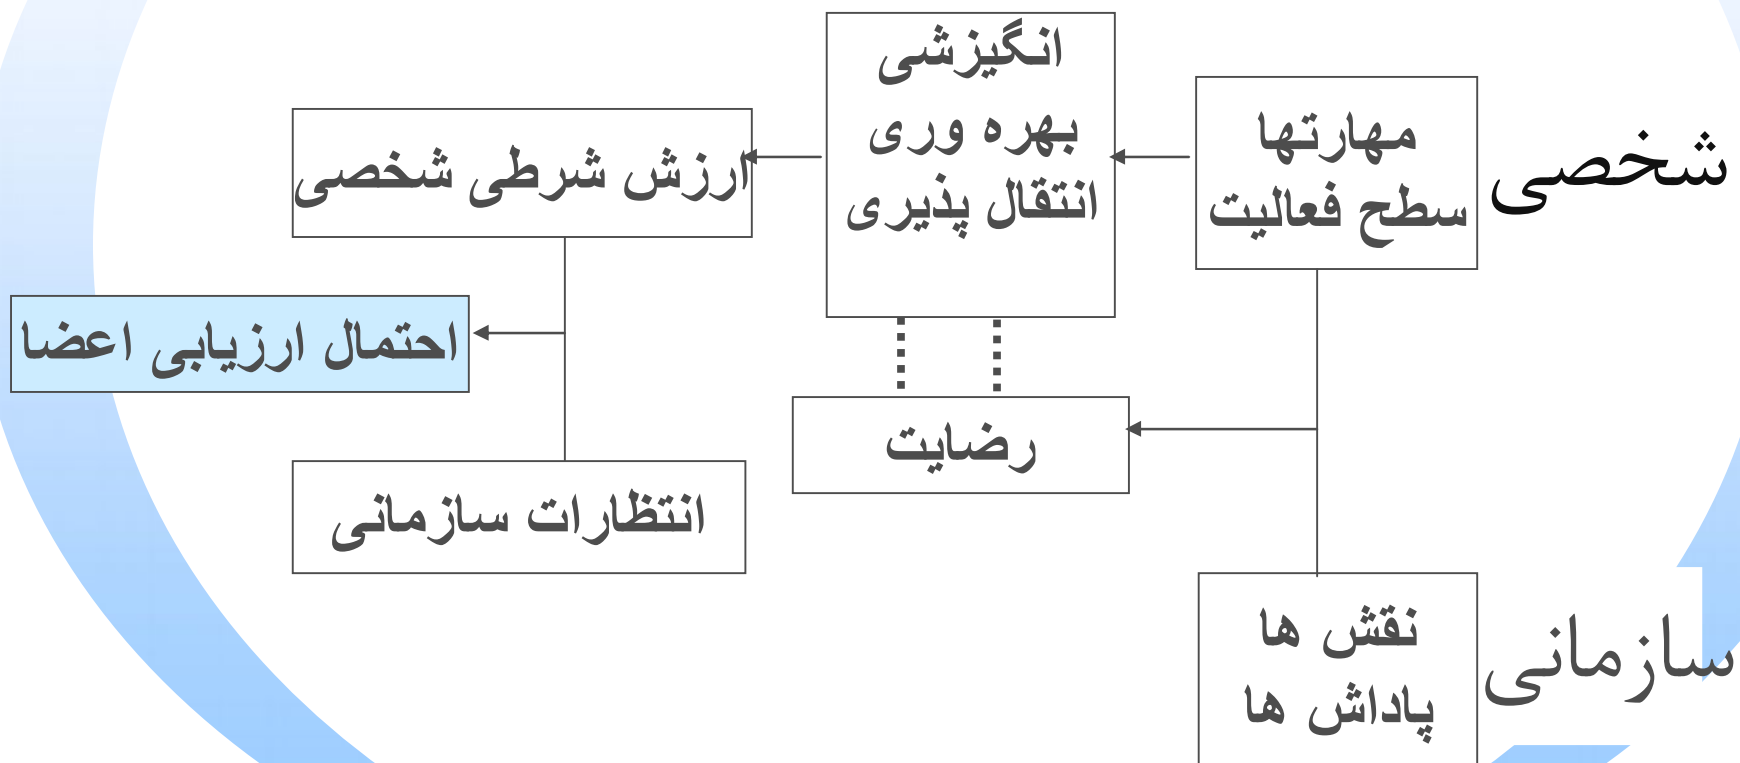 شخصی
مهارتها
سطح فعالیت
انگیزشی
بهره وری
انتقال پذیری
ارزش شرطی شخصی
احتمال ارزیابی اعضا
رضایت
انتظارات سازمانی
سازمانی
نقش ها
پاداش ها